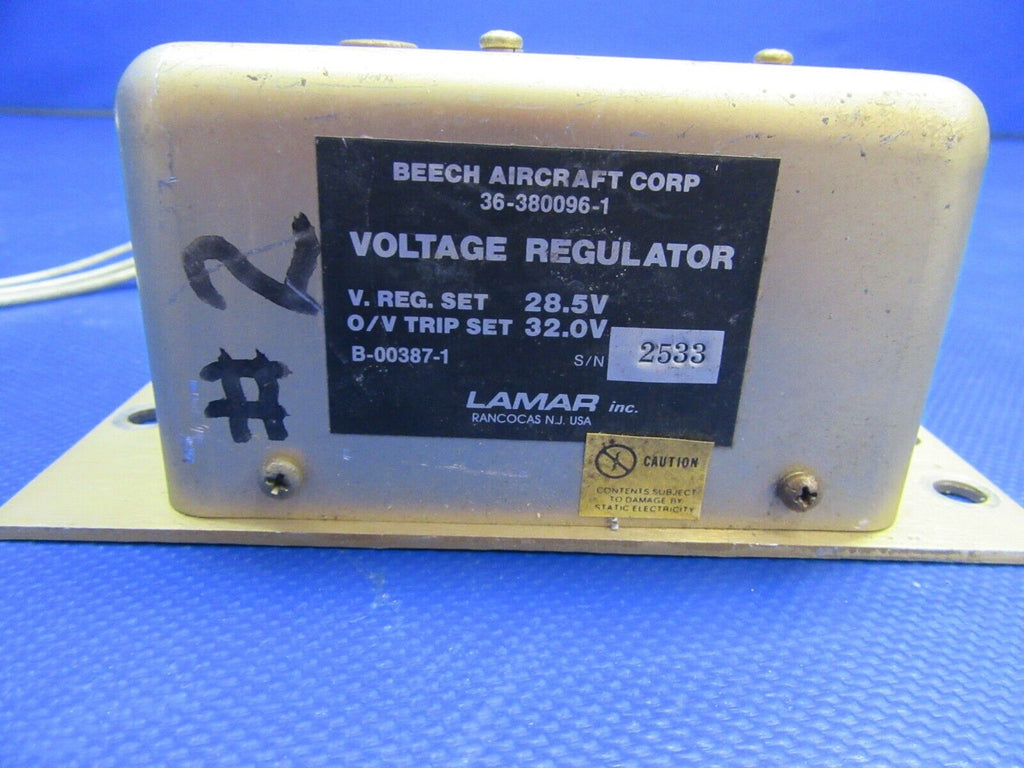 BEECH AIRCRAFT CORP
36-380096-1
VOLTAGE REGULATOR
V. REG. SET 28.5V
O/V TRIP SET 32.0V
B-00387-1
S/N 2533
LAMAR inc.
RANCOCAS N.J. USA
CAUTION
CONTENTS SUBJECT
TO DAMAGE BY
STATIC ELECTRICITY
#2